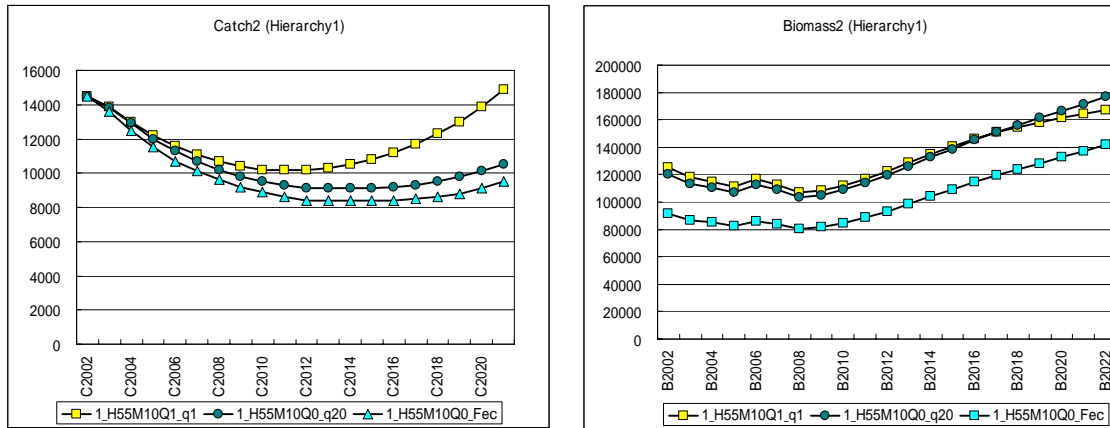 Catch2 (Hierarchy1)
16000
14000
12000
10000
8000
6000
4000
2000
0
C2002
C2004
C2006
C2008
C2010
C2012
C2014
C2016
C2018
C2020
1_H55M10Q1_q1
1_H55M10Q0_q20
1_H55M10Q0_Fec
Biomass2 (Hierarchy1)
200000
180000
160000
140000
120000
100000
80000
60000
40000
20000
0
B2002
B2004
B2006
B2008
B2010
B2012
B2014
B2016
B2018
B2020
B2022
1_H55M10Q1_q1
1_H55M10Q0_q20
1_H55M10Q0_Fec